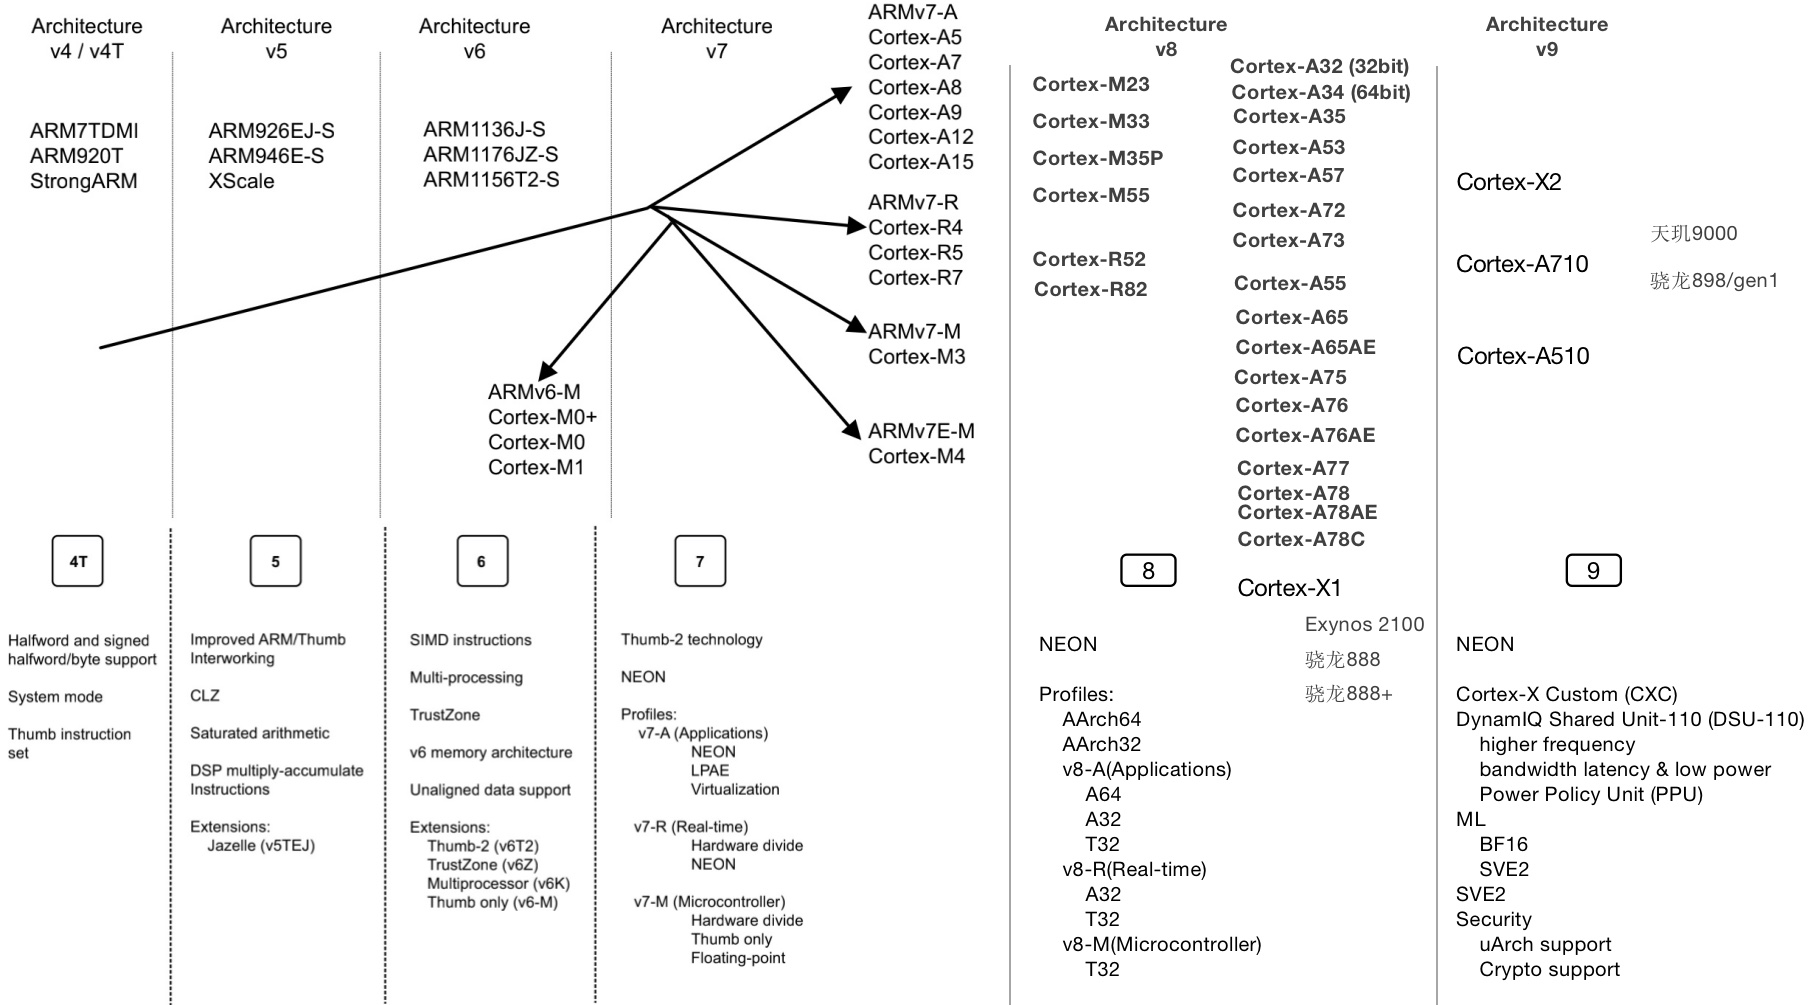 Architecture
v4 / v4T
ARM7TDMI
ARM920T
StrongARM
Architecture
v5
ARM926EJ-S
ARM946E-S
XScale
Architecture
v6
ARM1136J-S
ARM1176JZ-S
ARM1156T2-S
ARMv6-M
Cortex-M0+
Cortex-M0
Cortex-M1
Architecture
v7
ARMv7-A
Cortex-A5
Cortex-A7
Cortex-A8
Cortex-A9
Cortex-A12
Cortex-A15
ARMv7-R
Cortex-R4
Cortex-R5
Cortex-R7
ARMv7-M
Cortex-M3
ARMv7E-M
Cortex-M4
Architecture
v8
Cortex-M23
Cortex-M33
Cortex-M35P
Cortex-M55
Cortex-R52
Cortex-R82
Cortex-A32 (32bit)
Cortex-A34 (64bit)
Cortex-A35
Cortex-A53
Cortex-A57
Cortex-A72
Cortex-A73
Cortex-A55
Cortex-A65
Cortex-A65AE
Cortex-A75
Cortex-A76
Cortex-A76AE
Cortex-A77
Cortex-A78
Cortex-A78AE
Cortex-A78C
Cortex-X1
Exynos 2100
骁龙888
骁龙888+
Architecture
v9
Cortex-X2
Cortex-A710
Cortex-A510
天玑9000
骁龙898/gen1
4T
Halfword and signed
halfword/byte support
System mode
Thumb instruction
set
5
Improved ARM/Thumb
Interworking
CLZ
Saturated arithmetic
DSP multiply-accumulate
Instructions
Extensions:
Jazelle (v5TEJ)
6
SIMD instructions
Multi-processing
TrustZone
v6 memory architecture
Unaligned data support
Extensions:
Thumb-2 (v6T2)
TrustZone (v6Z)
Multiprocessor (v6K)
Thumb only (v6-M)
7
Thumb-2 technology
NEON
Profiles:
v7-A (Applications)
NEON
LPAE
Virtualization
v7-R (Real-time)
Hardware divide
NEON
v7-M (Microcontroller)
Hardware divide
Thumb only
Floating-point
8
NEON
Profiles:
AArch64
AArch32
v8-A(Applications)
A64
A32
T32
v8-R(Real-time)
A32
T32
v8-M(Microcontroller)
T32
9
NEON
Cortex-X Custom (CXC)
DynamIQ Shared Unit-110 (DSU-110)
higher frequency
bandwidth latency & low power
Power Policy Unit (PPU)
ML
BF16
SVE2
SVE2
Security
uArch support
Crypto support